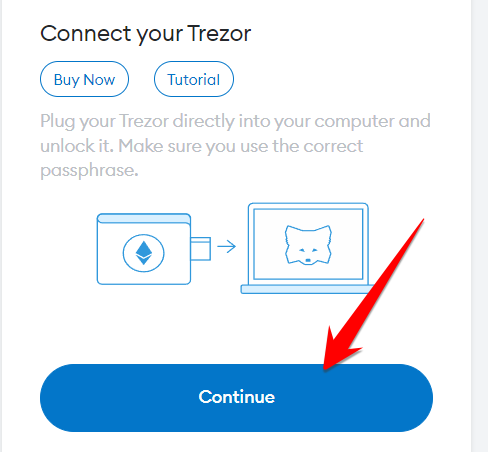 Connect your Trezor
Buy Now Tutorial
Plug your Trezor directly into your computer and
unlock it. Make sure you use the correct
passphrase.
Continue